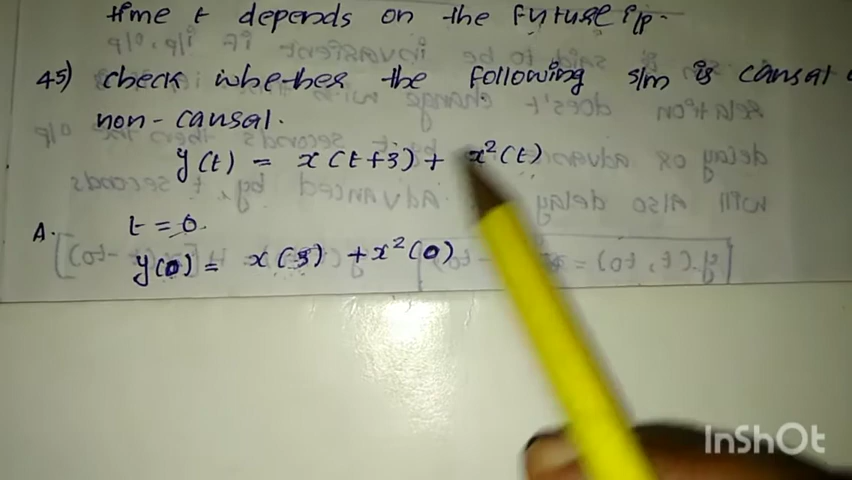 time t depends on the future i/p.
45) check whether the following s/m is causal
non-causal.
y(t) = x(t+3) + x²(t)
A. t = 0.
y(0) = x(3) + x²(0)
InShOt